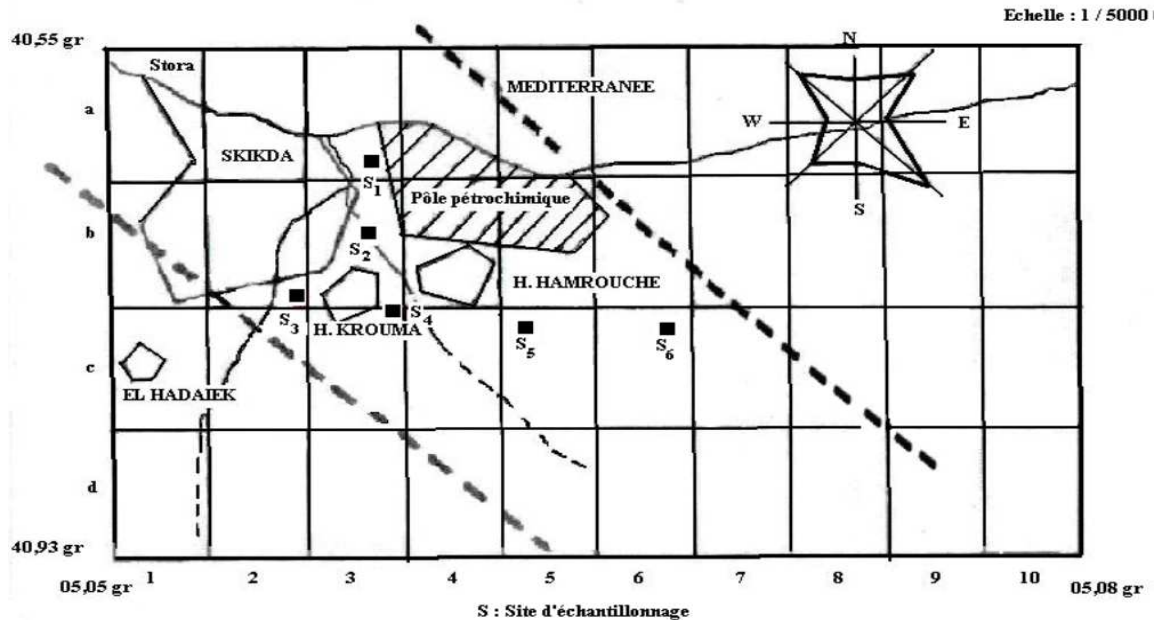 Echelle : 1 / 5000
40,55 gr
N
Stora
MEDITERRANEE
a
W
E
SKIKDA
S1
Pôle pétrochimique
S
b
S2
H. HAMROUCHE
S3
H. KROUMA
S4
S5
S6
c
EL HADAIEK
d
40,93 gr
05,05 gr
1 2 3 4 5 6 7 8 9 10
05,08 gr
S : Site d'échantillonnage